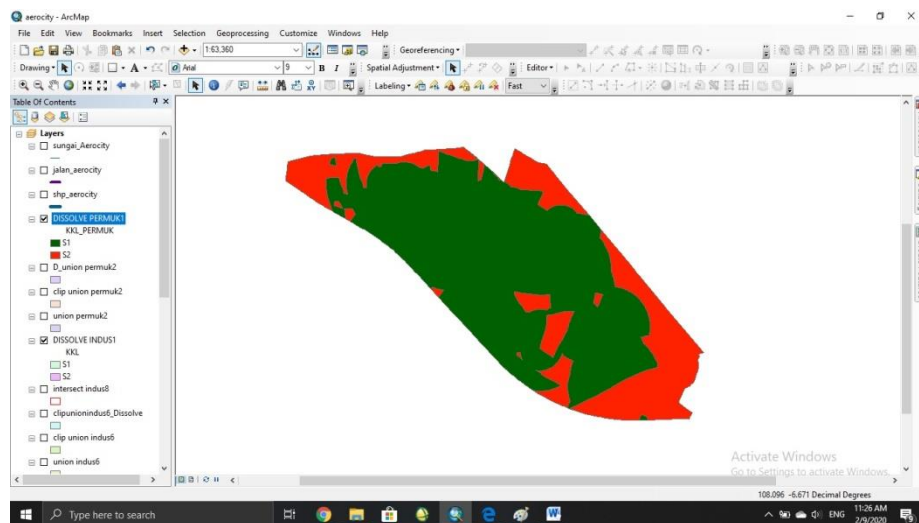 aerocity - ArcMap
File Edit View Bookmarks Insert Selection Geoprocessing Customize Windows Help
1:63,360 Georeferencing
Drawing A Arial 9 B I Spatial Adjustment Editor
Labeling Fast
Table Of Contents
Layers
sungai_Aerocity
jalan_aerocity
shp_aerocity
DISSOLVE PERMUK1
KKL_PERMUK
S1
S2
D_union permuk2
clip union permuk2
union permuk2
DISSOLVE INDUS1
KKL
S1
S2
intersect indus8
clipunionindus6_Dissolve
clip union indus6
union indus6
Activate Windows
Go to Settings to activate Windows.
108.096 -6.671 Decimal Degrees
Type here to search
ENG
11:26 AM
2/9/2020